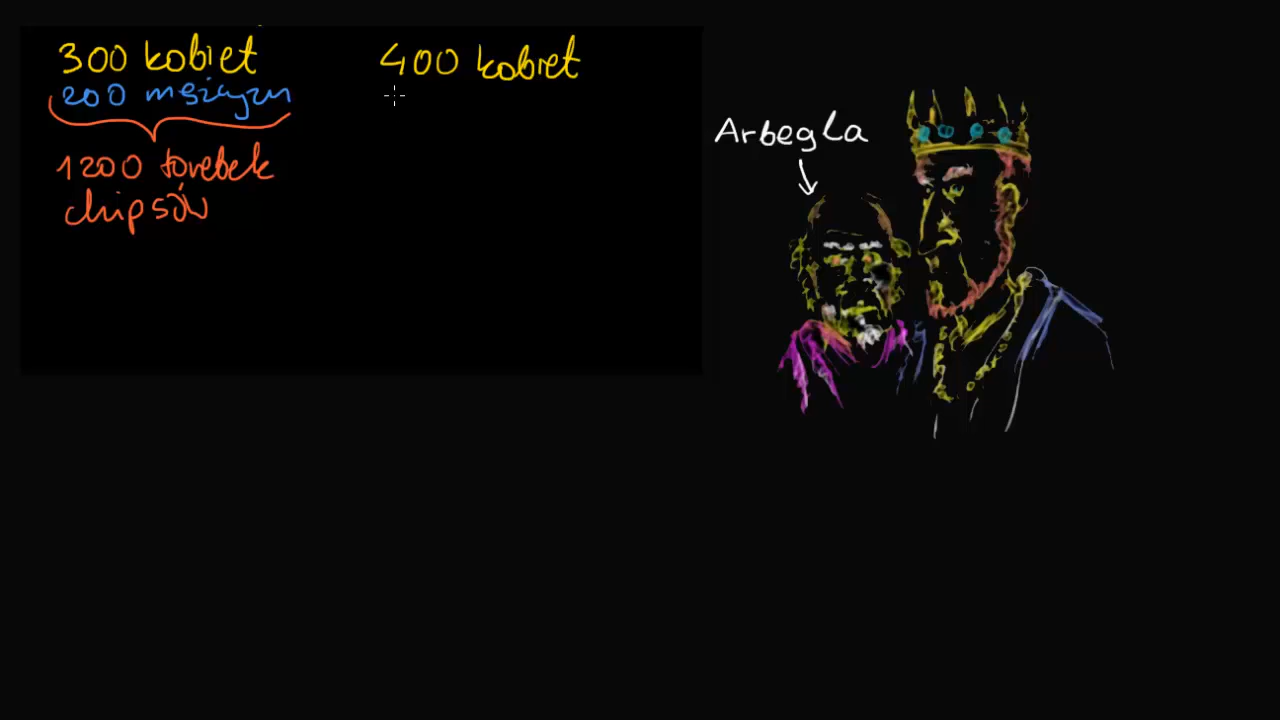 300 kobiet
200 mężczyzn
1200 torebek
chipsów
400 kobiet
Arbegla